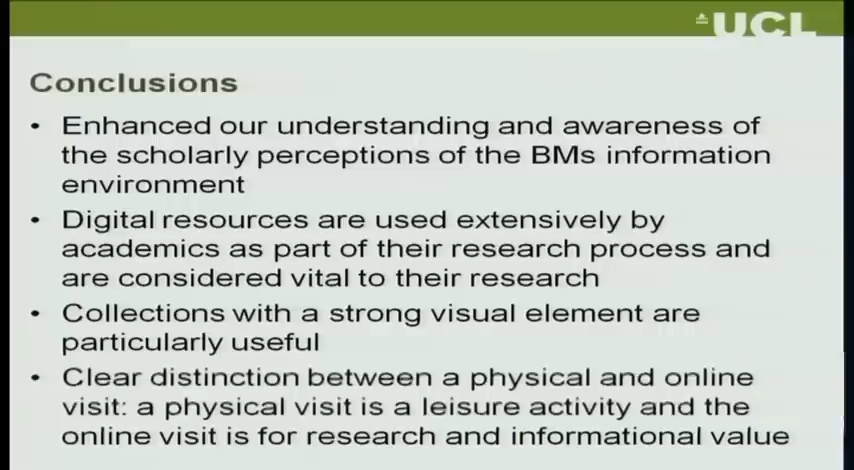 UCL
Conclusions
• Enhanced our understanding and awareness of
the scholarly perceptions of the BMs information
environment
• Digital resources are used extensively by
academics as part of their research process and
are considered vital to their research
• Collections with a strong visual element are
particularly useful
• Clear distinction between a physical and online
visit: a physical visit is a leisure activity and the
online visit is for research and informational value